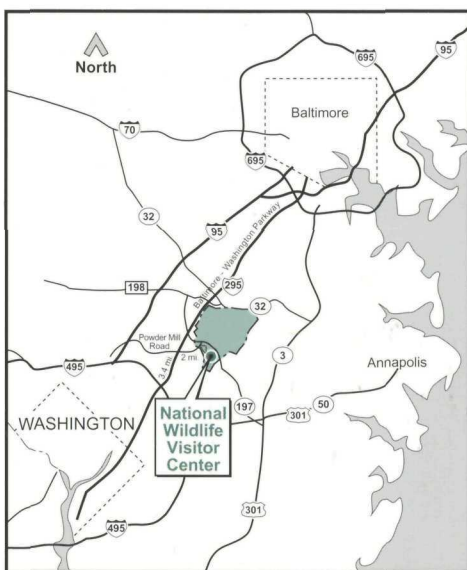 North
695
95
Baltimore
70
695
32
95
Baltimore - Washington Parkway
295
198
32
Powder Mill
Road
3
495
3.4 mi.
2 mi.
Annapolis
197
50
301
WASHINGTON
National
Wildlife
Visitor
Center
495
301